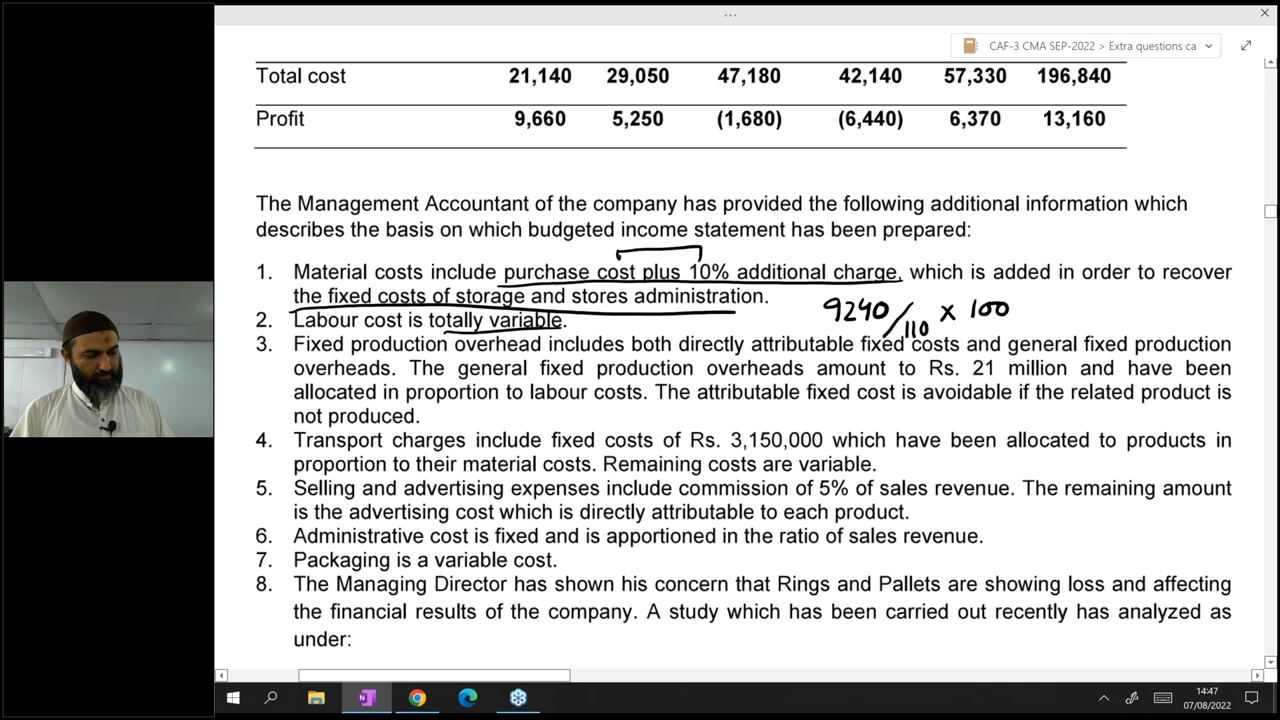 CAF-3 CMA SEP-2022 > Extra questions ca
Total cost 21,140 29,050 47,180 42,140 57,330 196,840
Profit 9,660 5,250 (1,680) (6,440) 6,370 13,160
The Management Accountant of the company has provided the following additional information which
describes the basis on which budgeted income statement has been prepared:
1. Material costs include purchase cost plus 10% additional charge, which is added in order to recover
the fixed costs of storage and stores administration.
9240/110 x 100
2. Labour cost is totally variable.
3. Fixed production overhead includes both directly attributable fixed costs and general fixed production
overheads. The general fixed production overheads amount to Rs. 21 million and have been
allocated in proportion to labour costs. The attributable fixed cost is avoidable if the related product is
not produced.
4. Transport charges include fixed costs of Rs. 3,150,000 which have been allocated to products in
proportion to their material costs. Remaining costs are variable.
5. Selling and advertising expenses include commission of 5% of sales revenue. The remaining amount
is the advertising cost which is directly attributable to each product.
6. Administrative cost is fixed and is apportioned in the ratio of sales revenue.
7. Packaging is a variable cost.
8. The Managing Director has shown his concern that Rings and Pallets are showing loss and affecting
the financial results of the company. A study which has been carried out recently has analyzed as
under:
14:47
07/08/2022